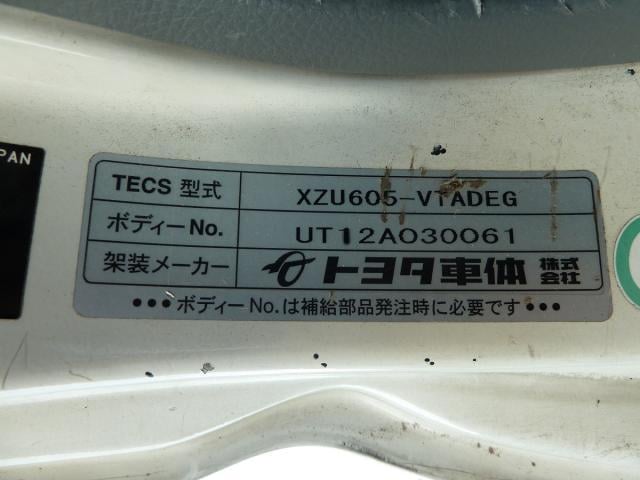 PAN
TECS 型式 XZU605-VTADEG
ボディーNo. UT12A030061
架装メーカー トヨタ車体 株式会社
•••ボディーNo.は補給部品発注時に必要です•••